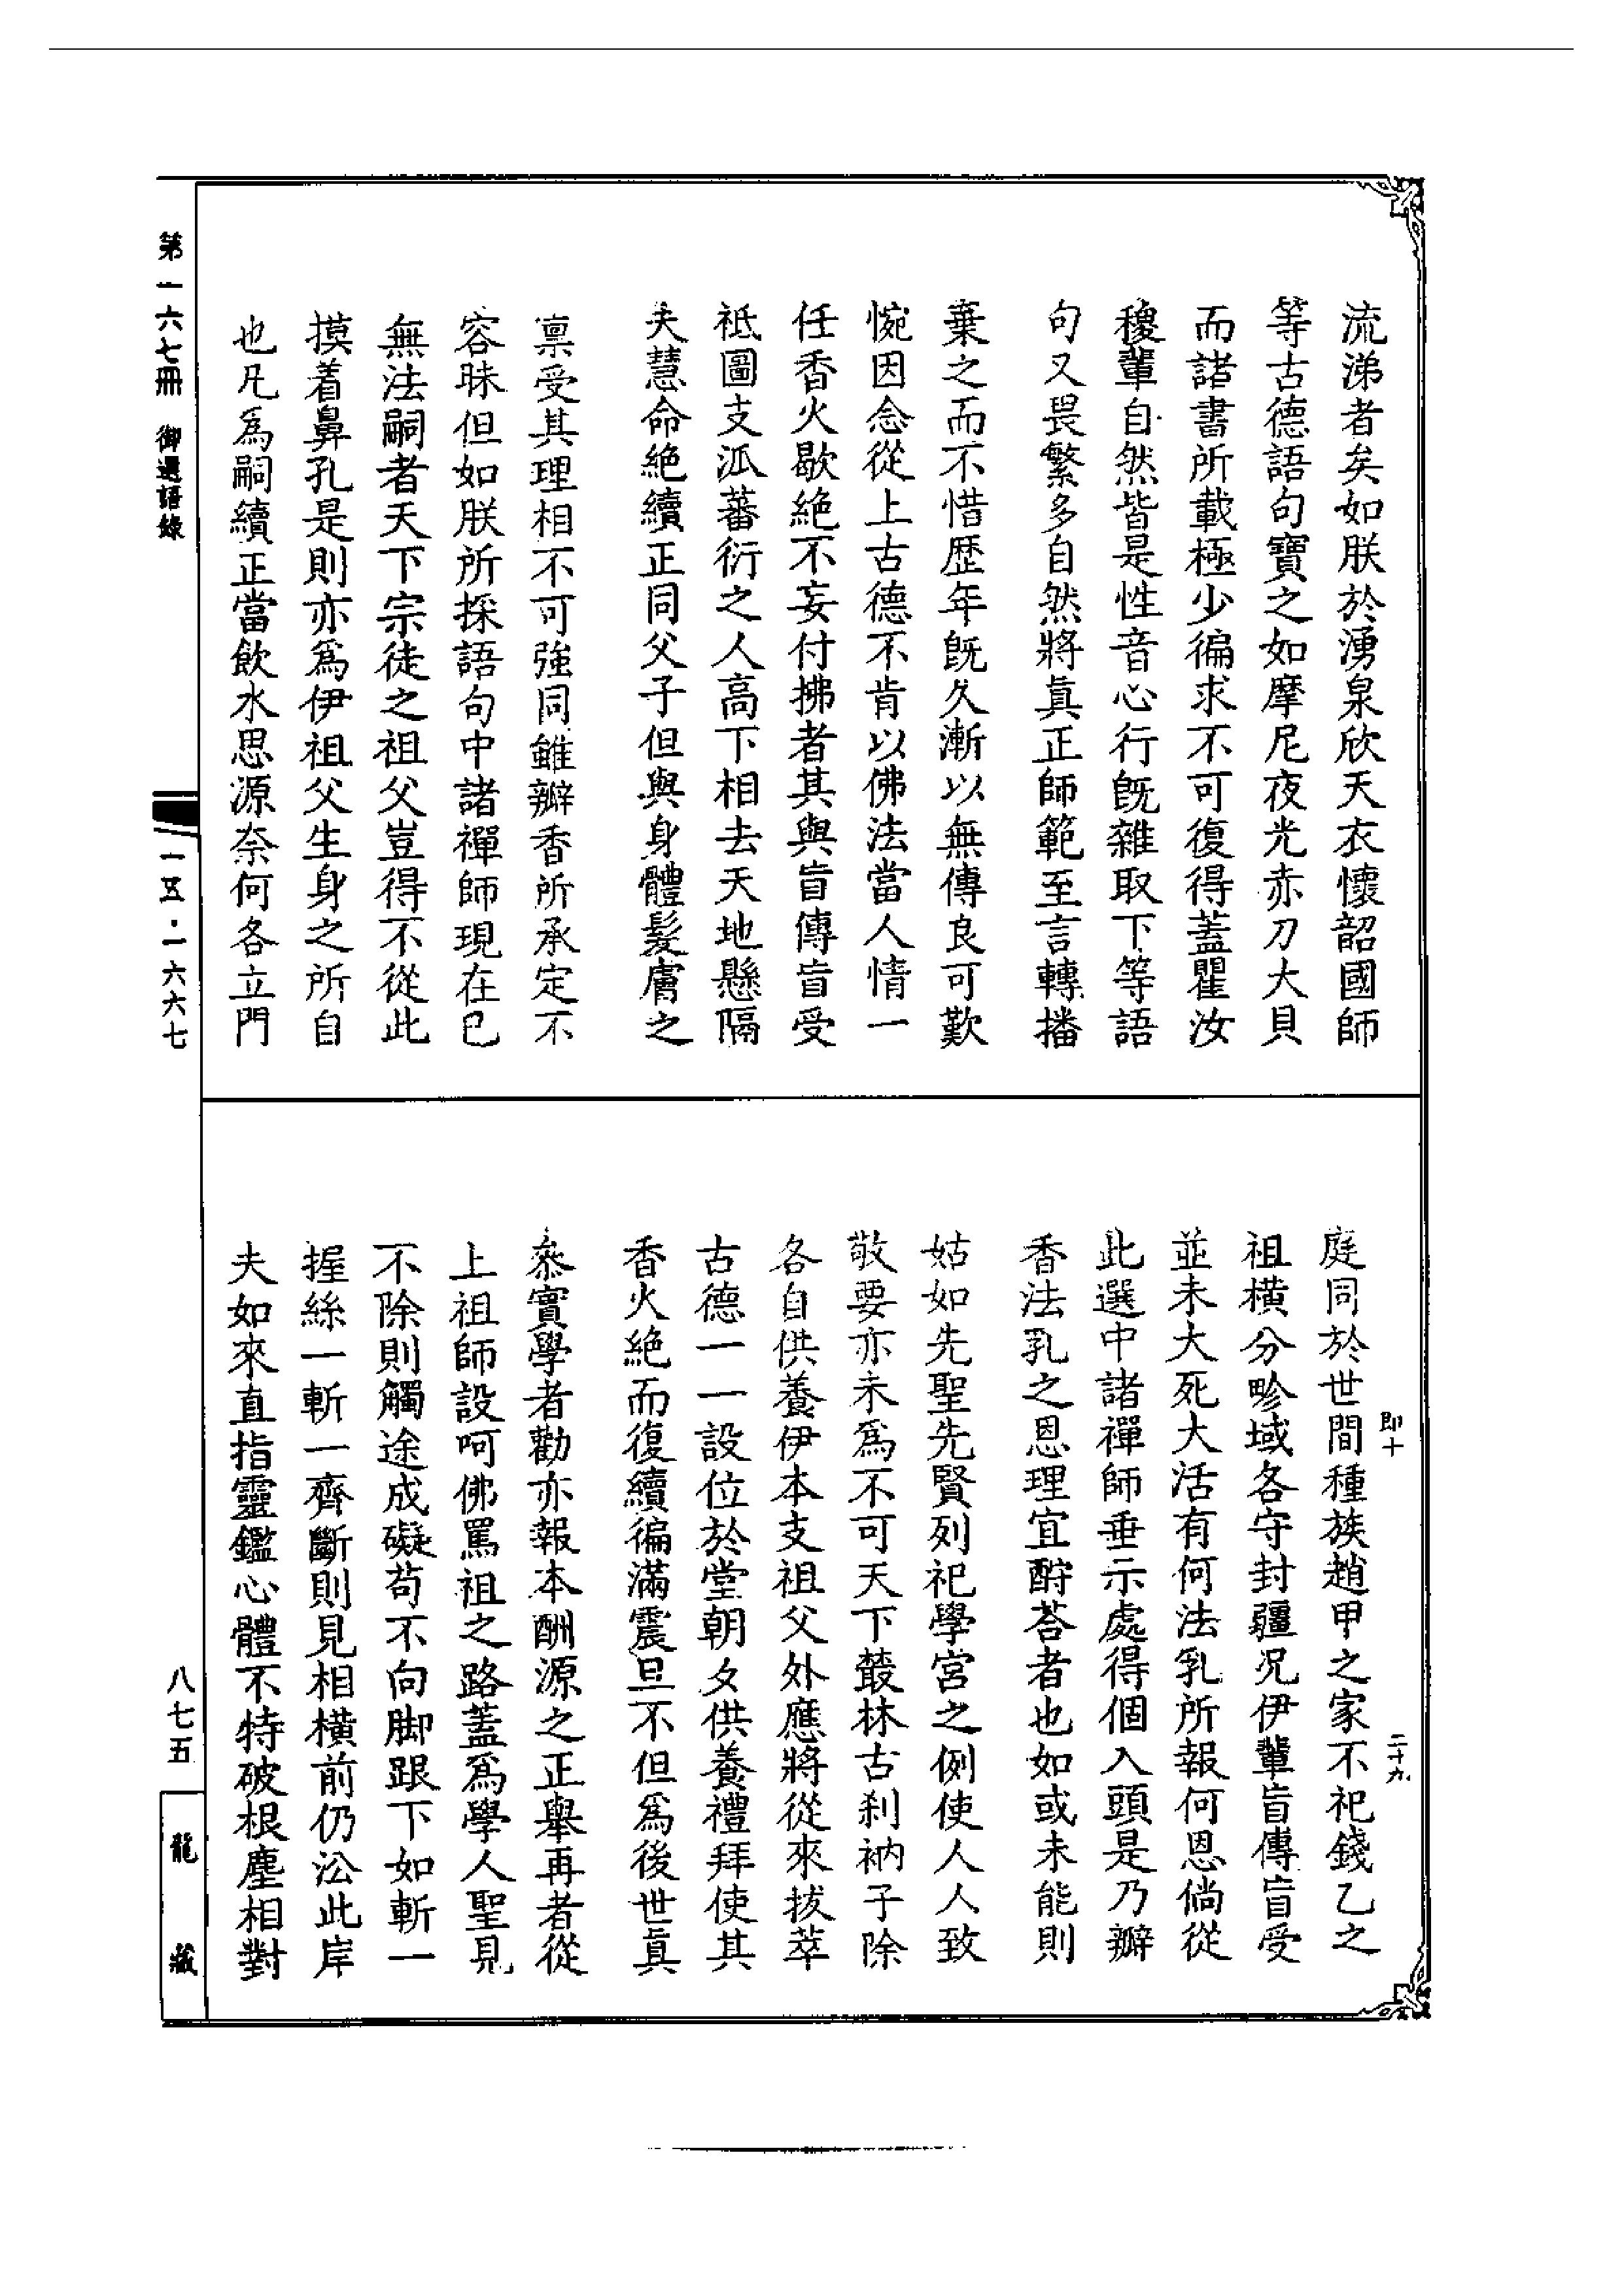 流涕者矣如朕於湧泉欣天衣懷韶國師
等古德語句寶之如摩尼夜光赤刀大貝
而諸書所載極少徧求不可復得蓋瞿汝
稷輩自然皆是性音心行旣雜取下等語
句又畏繁多自然將眞正師範至言轉播
棄之而不惜歷年旣久漸以無傳良可歎
惋因念從上古德不肯以佛法當人情一
任香火歇絶不妄付拂者其與盲傳盲受
祗圖支派蕃衍之人高下相去天地懸隔
夫慧命絶續正同父子但與身體髮膚之
禀受其理相不可強同雖瓣香所承定不
容昧但如朕所採語句中諸禪師現在已
無法嗣者天下宗徒之祖父豈得不從此
摸着鼻孔是則亦爲伊祖父生身之所自
也凡爲嗣續正當飲水思源奈何各立門
庭同於世間種族趙甲之家不祀錢乙之
祖橫分畛域各守封疆况伊輩盲傳盲受
並未大死大活有何法乳所報何恩倘從
此選中諸禪師垂示處得個入頭是乃瓣
香法乳之恩理宜酧荅者也如或未能則
姑如先聖先賢列祀學宮之例使人人致
敬要亦未爲不可天下叢林古刹衲子除
各自供養伊本支祖父外應將從來拔萃
古德一一設位於堂朝夕供養禮拜使其
香火絶而復續徧滿震旦不但爲後世眞
叅實學者勸亦報本酬源之正舉再者從
上祖師設呵佛罵祖之路蓋爲學人聖見
不除則觸途成礙苟不向脚跟下如斬一
握絲一斬一齊斷則見相橫前仍沿此岸
夫如來直指靈鑑心體不特破根塵相對
即十
二十九
第一六七冊 御選語錄
一五·一六六七
八七五
龍藏